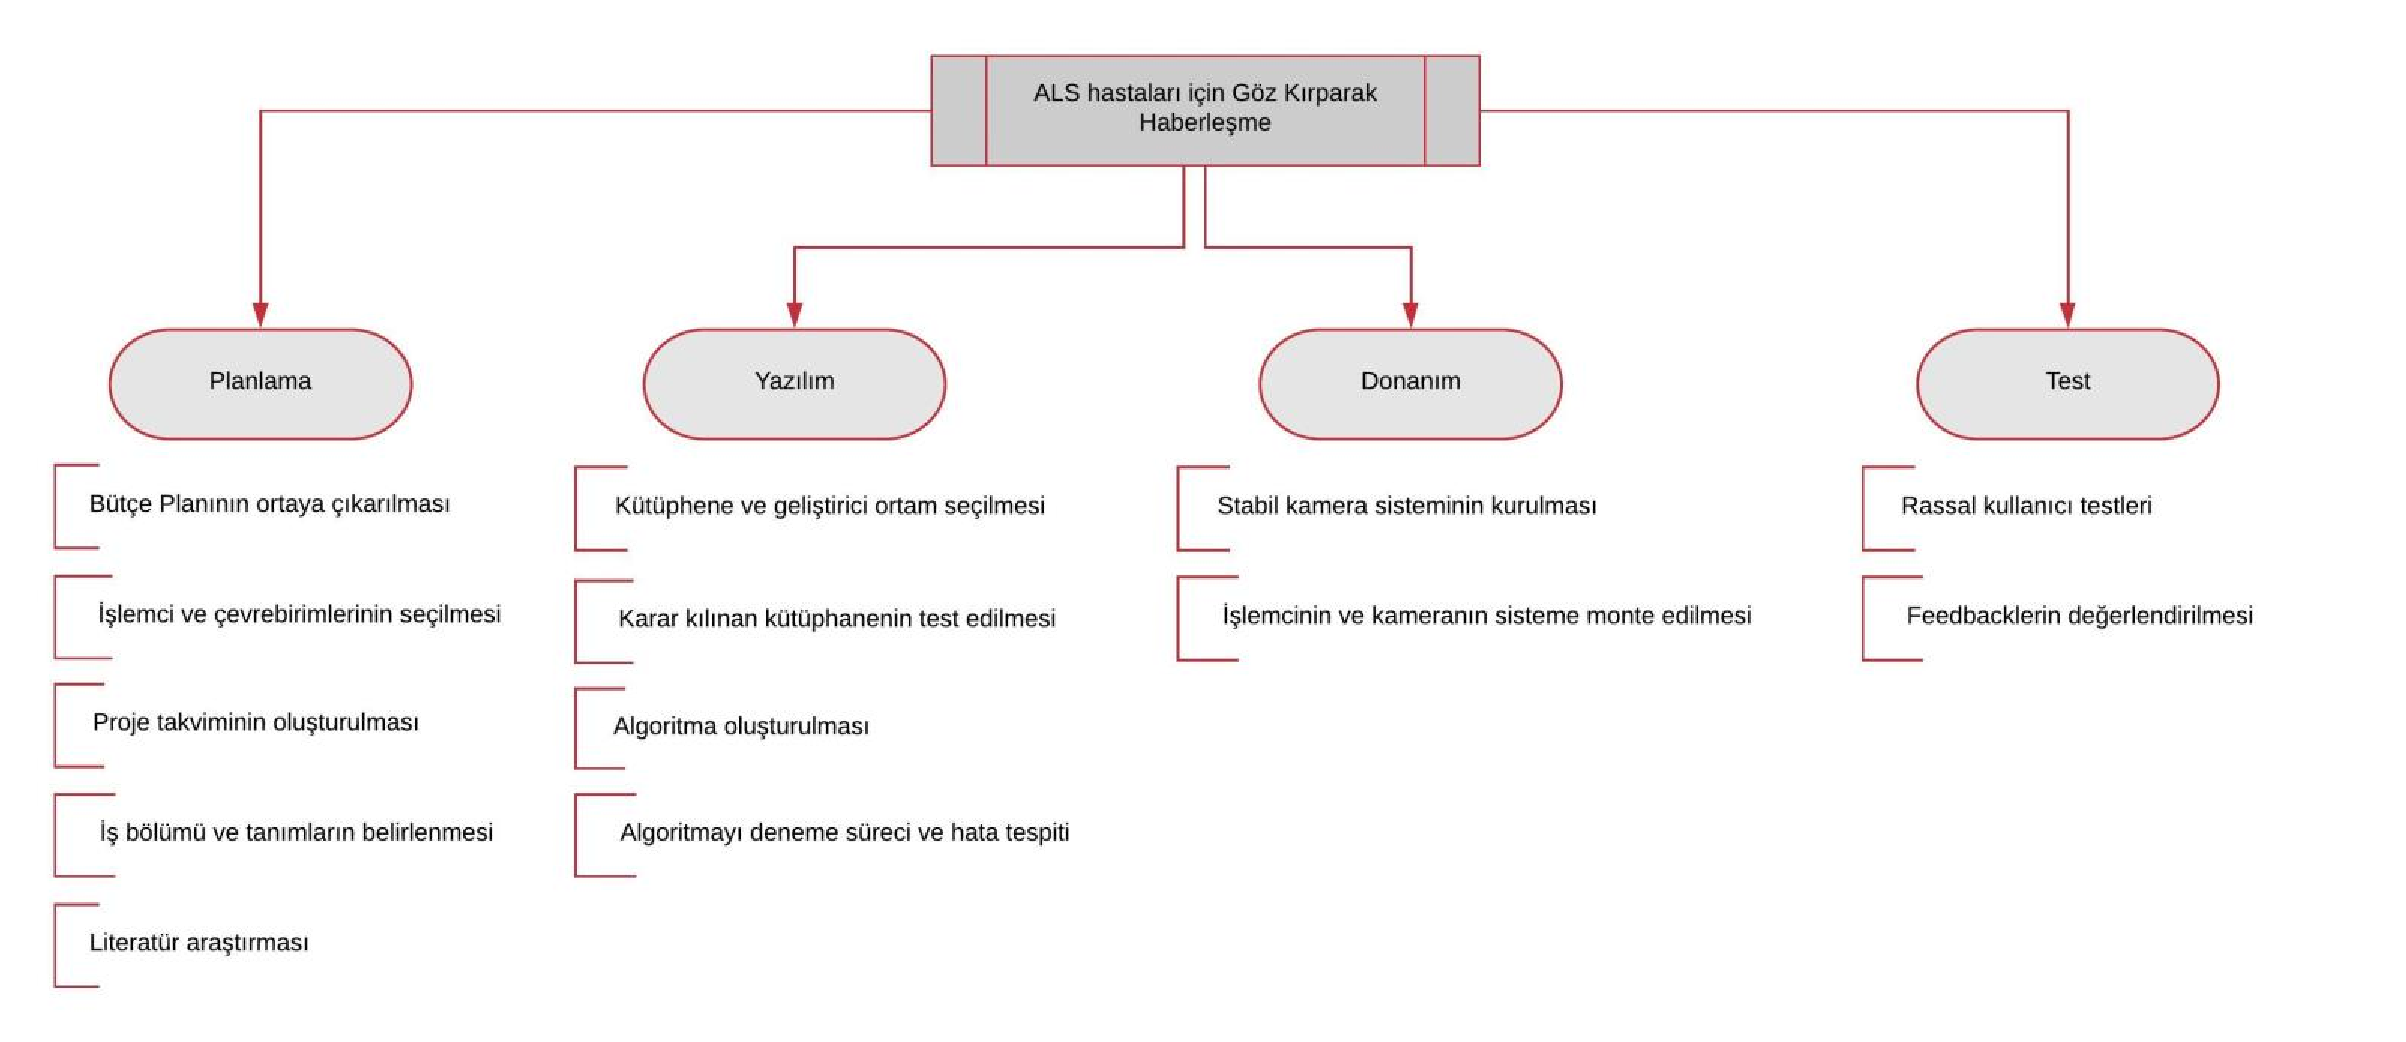 ALS hastaları için Göz Kırparak
Haberleşme
Planlama
Yazılım
Donanım
Test
Bütçe Planının ortaya çıkarılması
İşlemci ve çevrebirimlerinin seçilmesi
Proje takviminin oluşturulması
İş bölümü ve tanımların belirlenmesi
Literatür araştırması
Kütüphene ve geliştirici ortam seçilmesi
Karar kılınan kütüphanenin test edilmesi
Algoritma oluşturulması
Algoritmayı deneme süreci ve hata tespiti
Stabil kamera sisteminin kurulması
İşlemcinin ve kameranın sisteme monte edilmesi
Rassal kullanıcı testleri
Feedbacklerin değerlendirilmesi